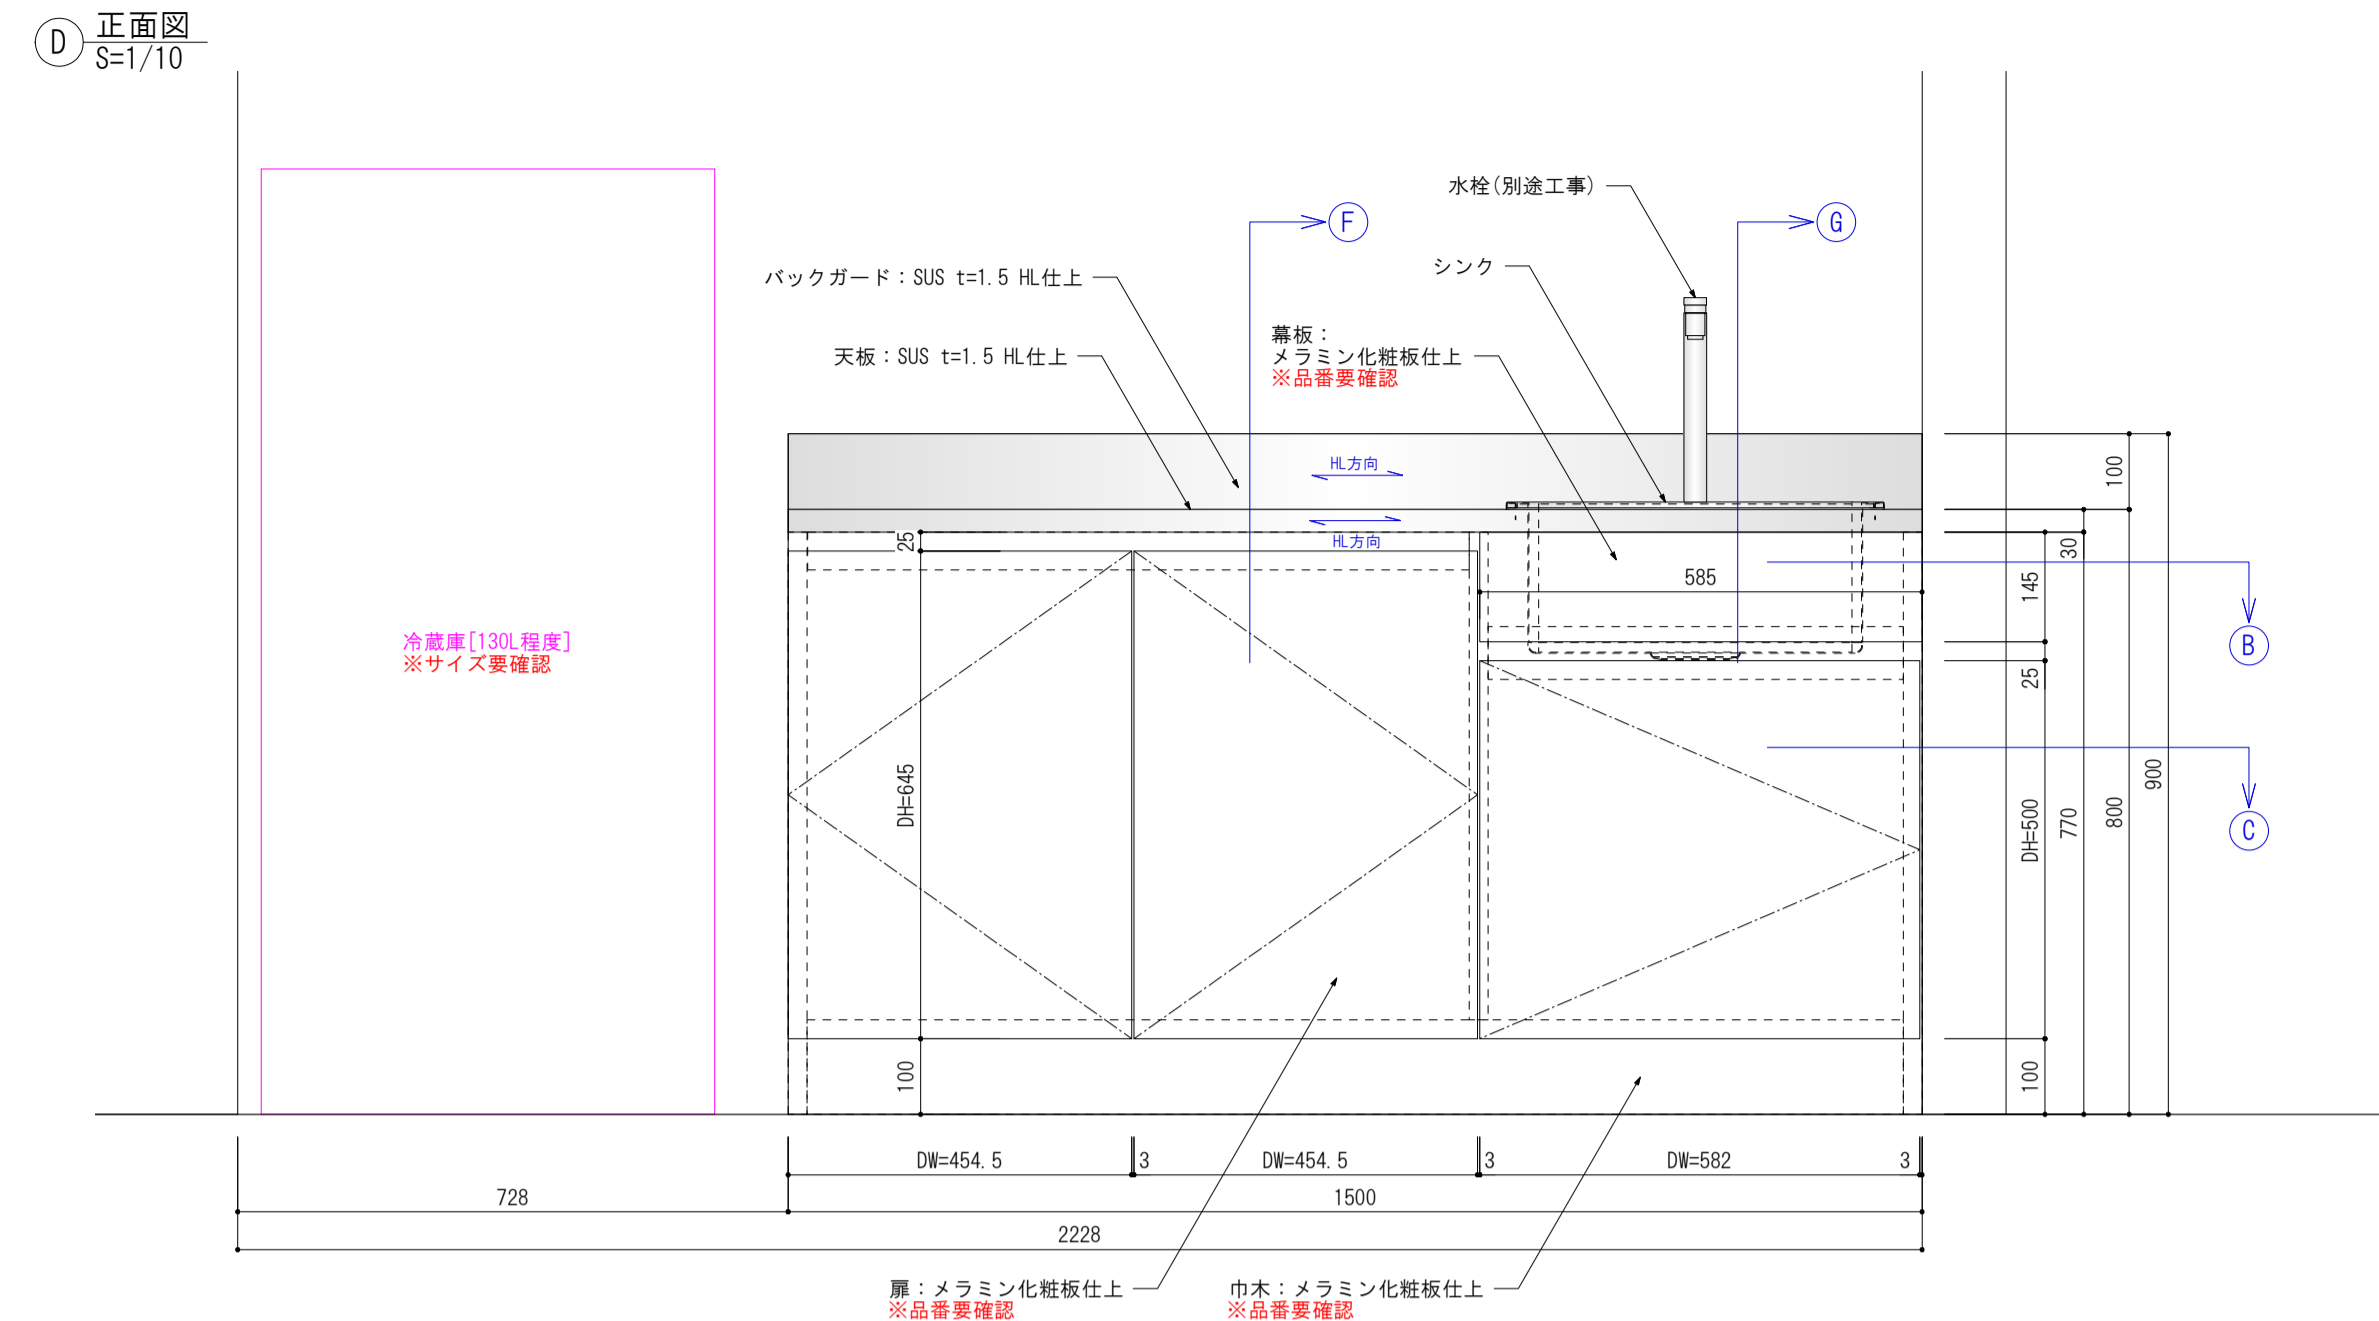 D 正面図
S=1/10
水栓(別途工事)
F
G
シンク
バックガード：SUS t=1.5 HL仕上
幕板：
天板：SUS t=1.5 HL仕上
メラミン化粧板仕上
※品番要確認
HL方向
HL方向
100
30
25
145
585
B
25
冷蔵庫[130L程度]
※サイズ要確認
DH=645
DH=500
770
800
900
C
100
100
DW=454.5
3
DW=454.5
3
DW=582
3
728
1500
2228
扉：メラミン化粧板仕上
※品番要確認
巾木：メラミン化粧板仕上
※品番要確認